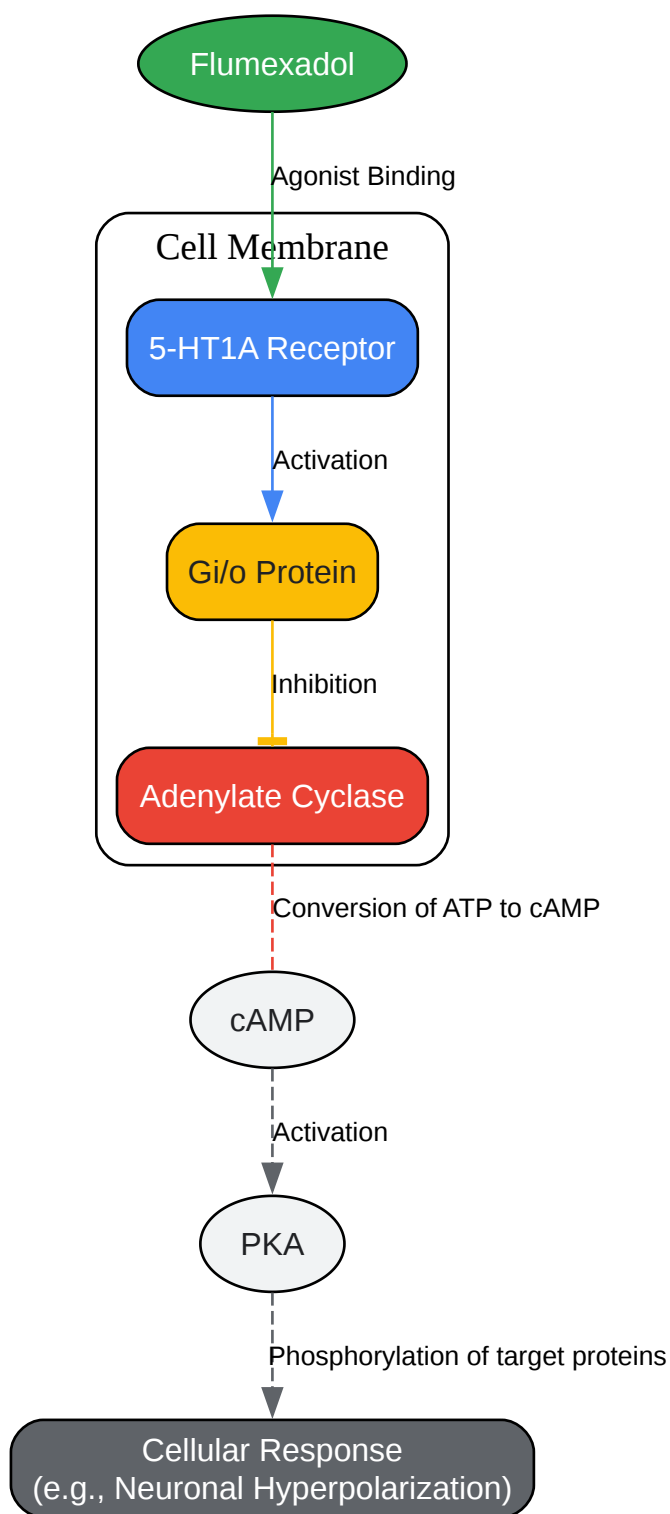 Flumexadol
Agonist Binding
Cell Membrane
5-HT1A Receptor
Activation
Gi/o Protein
Inhibition
Adenylate Cyclase
Conversion of ATP to cAMP
cAMP
Activation
PKA
Phosphorylation of target proteins
Cellular Response
(e.g., Neuronal Hyperpolarization)